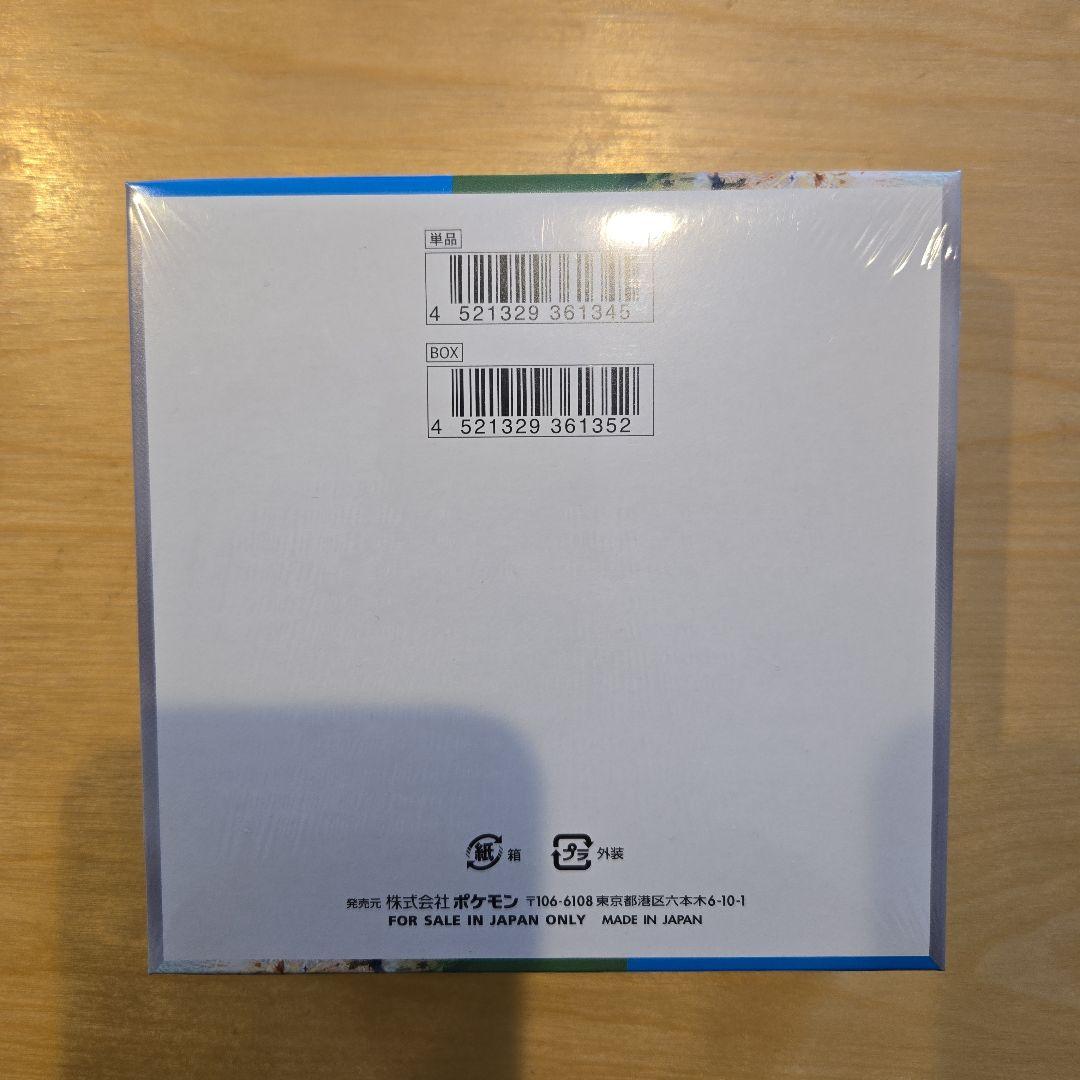 単品
4 521329 361345
BOX
4 521329 361352
紙 箱 プラ 外装
発売元 株式会社 ポケモン 〒106-6108 東京都港区六本木6-10-1
FOR SALE IN JAPAN ONLY MADE IN JAPAN